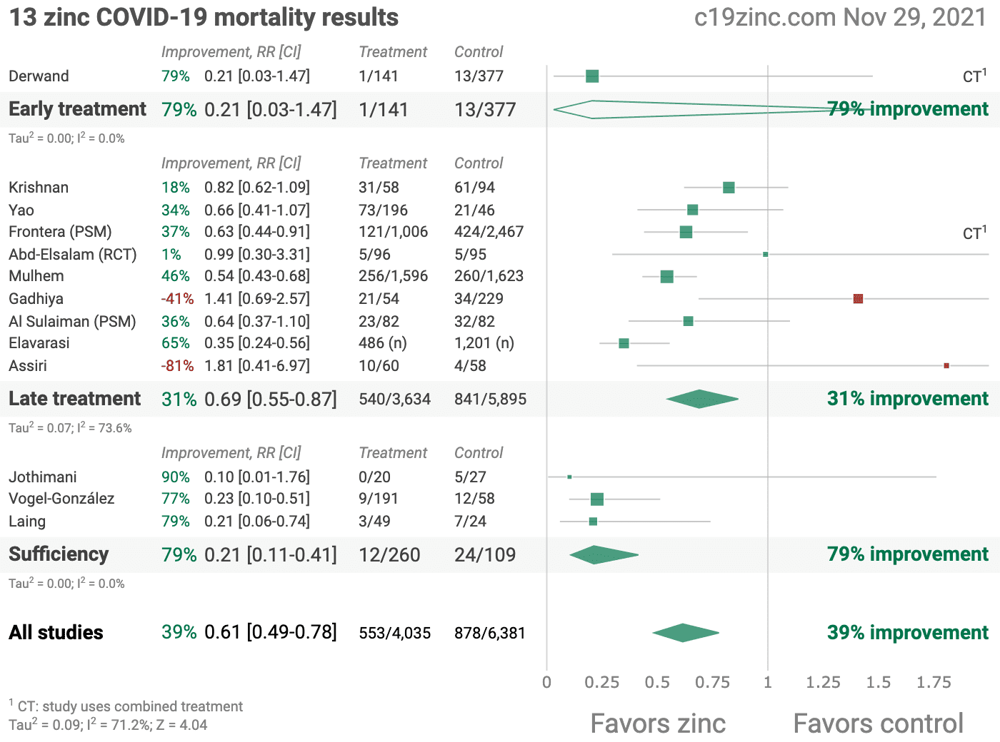 13 zinc COVID-19 mortality results c19zinc.com Nov 29, 2021
Improvement, RR [CI] Treatment Control
Derwand 79% 0.21 [0.03-1.47] 1/141 13/377 CT¹
Early treatment 79% 0.21 [0.03-1.47] 1/141 13/377 79% improvement
Tau² = 0.00; I² = 0.0%
Improvement, RR [CI] Treatment Control
Krishnan 18% 0.82 [0.62-1.09] 31/58 61/94
Yao 34% 0.66 [0.41-1.07] 73/196 21/46
Frontera (PSM) 37% 0.63 [0.44-0.91] 121/1,006 424/2,467 CT¹
Abd-Elsalam (RCT) 1% 0.99 [0.30-3.31] 5/96 5/95
Mulhem 46% 0.54 [0.43-0.68] 256/1,596 260/1,623
Gadhiya -41% 1.41 [0.69-2.57] 21/54 34/229
Al Sulaiman (PSM) 36% 0.64 [0.37-1.10] 23/82 32/82
Elavarasi 65% 0.35 [0.24-0.56] 486 (n) 1,201 (n)
Assiri -81% 1.81 [0.41-6.97] 10/60 4/58
Late treatment 31% 0.69 [0.55-0.87] 540/3,634 841/5,895 31% improvement
Tau² = 0.07; I² = 73.6%
Improvement, RR [CI] Treatment Control
Jothimani 90% 0.10 [0.01-1.76] 0/20 5/27
Vogel-González 77% 0.23 [0.10-0.51] 9/191 12/58
Laing 79% 0.21 [0.06-0.74] 3/49 7/24
Sufficiency 79% 0.21 [0.11-0.41] 12/260 24/109 79% improvement
Tau² = 0.00; I² = 0.0%
All studies 39% 0.61 [0.49-0.78] 553/4,035 878/6,381 39% improvement
0 0.25 0.5 0.75 1 1.25 1.5 1.75
¹ CT: study uses combined treatment
Tau² = 0.09; I² = 71.2%; Z = 4.04
Favors zinc Favors control